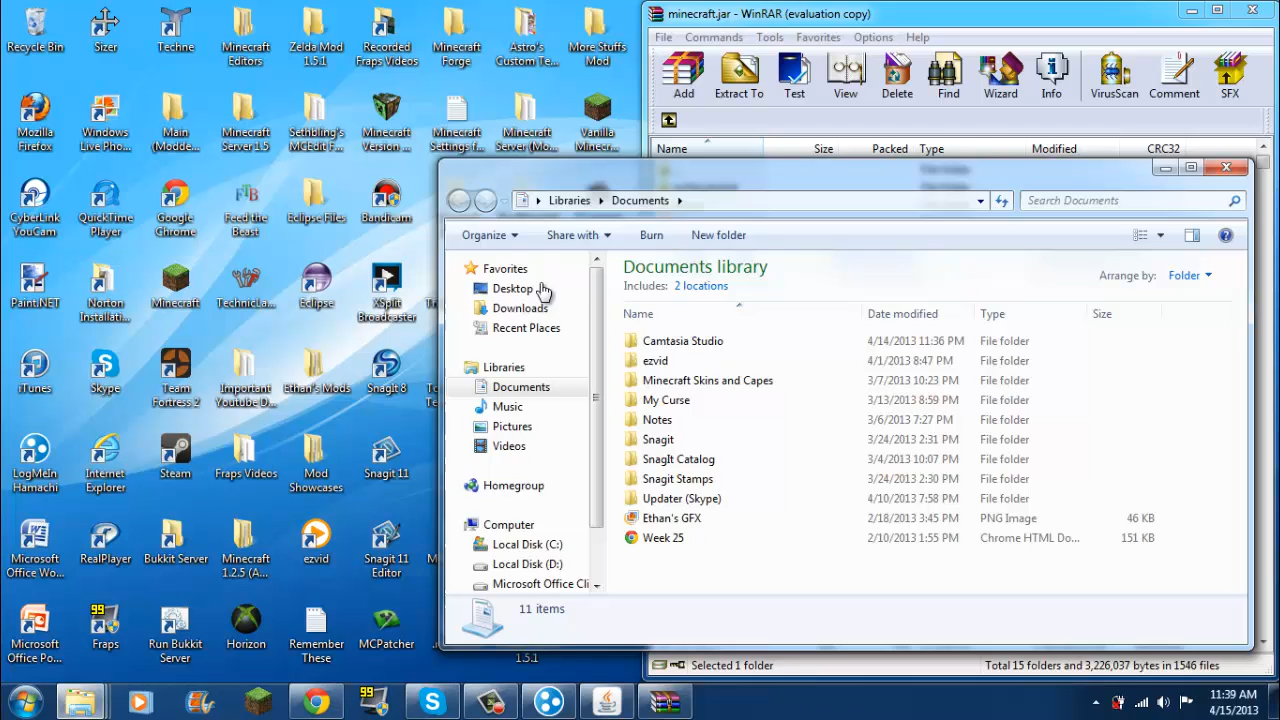 Recycle Bin
Sizer
Techne
Minecraft Editors
Zelda Mod 1.5.1
Recorded Fraps Videos
Minecraft Forge
Astro's Custom Te...
More Stuffs Mod
Mozilla Firefox
Windows Live Pho...
Main (Modde...
Minecraft Server 1.5
Sethbling's MCEdit F...
Minecraft Version ...
Minecraft Settings f...
Minecraft Server (Mo...
Vanilla Minecr...
CyberLink YouCam
QuickTime Player
Google Chrome
Feed the Beast
Eclipse Files
Bandicam
Paint.NET
Norton Installati...
Minecraft
TechnicLa...
Eclipse
XSplit Broadcaster
iTunes
Skype
Team Fortress 2
Important Youtube D...
Ethan's Mods
SnagIt 8
LogMeIn Hamachi
Internet Explorer
Steam
Fraps Videos
Mod Showcases
Snagit 11
Microsoft Office Wo...
RealPlayer
Bukkit Server
Minecraft 1.2.5 (A...
ezvid
Snagit 11 Editor
Microsoft Office Po...
Fraps
Run Bukkit Server
Horizon
Remember These
MCPatcher
1.5.1
minecraft.jar - WinRAR (evaluation copy)
File Commands Tools Favorites Options Help
Add Extract To Test View Delete Find Wizard Info VirusScan Comment SFX
Name Size Packed Type Modified CRC32
Libraries Documents
Search Documents
Organize Share with Burn New folder
Favorites
Desktop
Downloads
Recent Places
Libraries
Documents
Music
Pictures
Videos
Homegroup
Computer
Local Disk (C:)
Local Disk (D:)
Microsoft Office Cli
Documents library
Includes: 2 locations
Arrange by: Folder
Name Date modified Type Size
Camtasia Studio 4/14/2013 11:36 PM File folder
ezvid 4/1/2013 8:47 PM File folder
Minecraft Skins and Capes 3/7/2013 10:23 PM File folder
My Curse 3/13/2013 8:59 PM File folder
Notes 3/6/2013 7:27 PM File folder
Snagit 3/24/2013 2:31 PM File folder
SnagIt Catalog 3/4/2013 10:07 PM File folder
Snagit Stamps 3/24/2013 2:30 PM File folder
Updater (Skype) 4/10/2013 7:58 PM File folder
Ethan's GFX 2/18/2013 3:45 PM PNG Image 46 KB
Week 25 2/10/2013 1:55 PM Chrome HTML Do... 151 KB
11 items
Selected 1 folder
Total 15 folders and 3,226,037 bytes in 1546 files
99
11:39 AM
4/15/2013